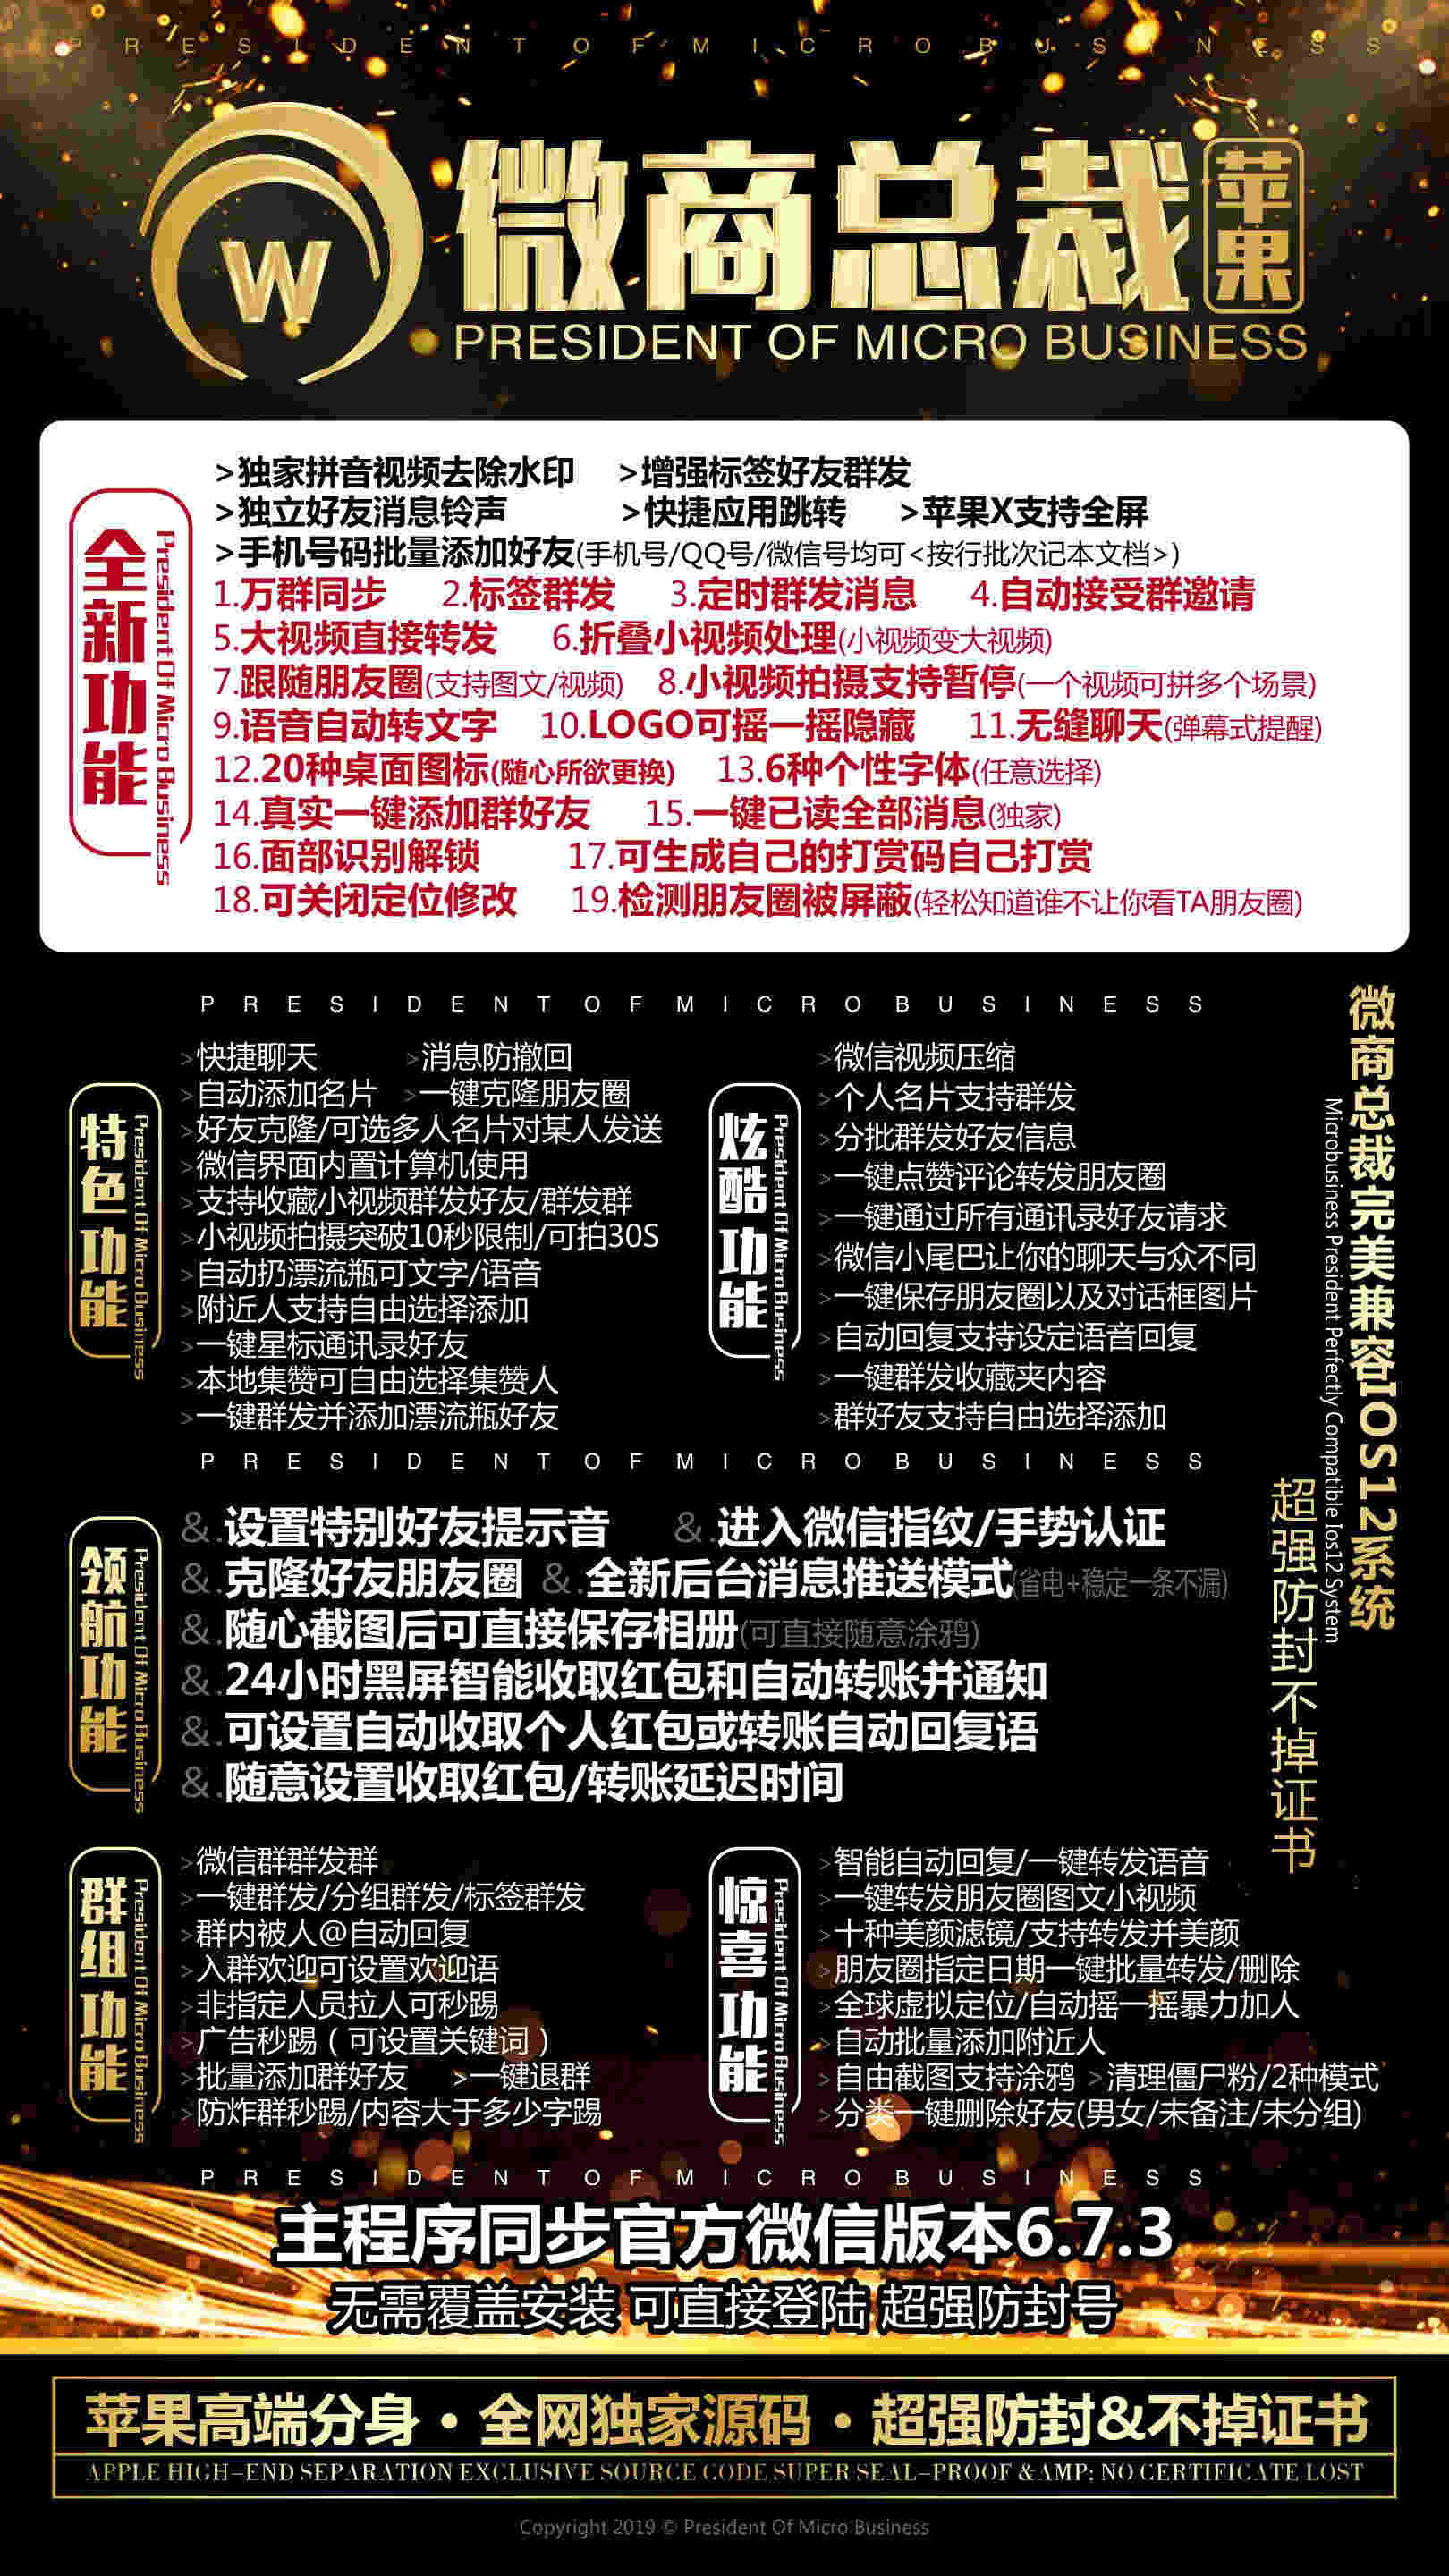 PRESIDENT OF MICRO BUSINESS
W
微商总裁 苹果
PRESIDENT OF MICRO BUSINESS
全新功能
President Of Micro Business
>独家拼音视频去除水印 >增强标签好友群发
>独立好友消息铃声 >快捷应用跳转 >苹果X支持全屏
>手机号码批量添加好友(手机号/QQ号/微信号均可<按行批次记本文档>)
1.万群同步 2.标签群发 3.定时群发消息 4.自动接受群邀请
5.大视频直接转发 6.折叠小视频处理(小视频变大视频)
7.跟随朋友圈(支持图文/视频) 8.小视频拍摄支持暂停(一个视频可拼多个场景)
9.语音自动转文字 10.LOGO可摇一摇隐藏 11.无缝聊天(弹幕式提醒)
12.20种桌面图标(随心所欲更换) 13.6种个性字体(任意选择)
14.真实一键添加群好友 15.一键已读全部消息(独家)
16.面部识别解锁 17.可生成自己的打赏码自己打赏
18.可关闭定位修改 19.检测朋友圈被屏蔽(轻松知道谁不让你看TA朋友圈)
PRESIDENT OF MICRO BUSINESS
特色功能
President Of Micro Business
>快捷聊天 >消息防撤回
>自动添加名片 >一键克隆朋友圈
>好友克隆/可选多人名片对某人发送
>微信界面内置计算机使用
>支持收藏小视频群发好友/群发群
>小视频拍摄突破10秒限制/可拍30S
>自动扔漂流瓶可文字/语音
>附近人支持自由选择添加
>一键星标通讯录好友
>本地集赞可自由选择集赞人
>一键群发并添加漂流瓶好友
炫酷功能
President Of Micro Business
>微信视频压缩
>个人名片支持群发
>分批群发好友信息
>一键点赞评论转发朋友圈
>一键通过所有通讯录好友请求
>微信小尾巴让你的聊天与众不同
>一键保存朋友圈以及对话框图片
>自动回复支持设定语音回复
>一键群发收藏夹内容
>群好友支持自由选择添加
微商总裁完美兼容IOS12系统
Microbusiness President Perfectly Compatible Ios12 System
超强防封不掉证书
PRESIDENT OF MICRO BUSINESS
领航功能
President Of Micro Business
&.设置特别好友提示音 &.进入微信指纹/手势认证
&.克隆好友朋友圈 &.全新后台消息推送模式(省电+稳定一条不漏)
&.随心截图后可直接保存相册(可直接随意涂鸦)
&.24小时黑屏智能收取红包和自动转账并通知
&.可设置自动收取个人红包或转账自动回复语
&.随意设置收取红包/转账延迟时间
群组功能
President Of Micro Business
>微信群群发群
>一键群发/分组群发/标签群发
>群内被人@自动回复
>入群欢迎可设置欢迎语
>非指定人员拉人可秒踢
>广告秒踢（可设置关键词）
>批量添加群好友 >一键退群
>防炸群秒踢/内容大于多少字踢
惊喜功能
President Of Micro Business
>智能自动回复/一键转发语音
>一键转发朋友圈图文小视频
>十种美颜滤镜/支持转发并美颜
>朋友圈指定日期一键批量转发/删除
>全球虚拟定位/自动摇一摇暴力加人
>自动批量添加附近人
>自由截图支持涂鸦 >清理僵尸粉/2种模式
>分类一键删除好友(男女/未备注/未分组)
PRESIDENT OF MICRO BUSINESS
主程序同步官方微信版本6.7.3
无需覆盖安装 可直接登陆 超强防封号
苹果高端分身·全网独家源码·超强防封&不掉证书
APPLE HIGH-END SEPARATION EXCLUSIVE SOURCE CODE SUPER SEAL-PROOF &AMP; NO CERTIFICATE LOST
Copyright 2019 © President Of Micro Business